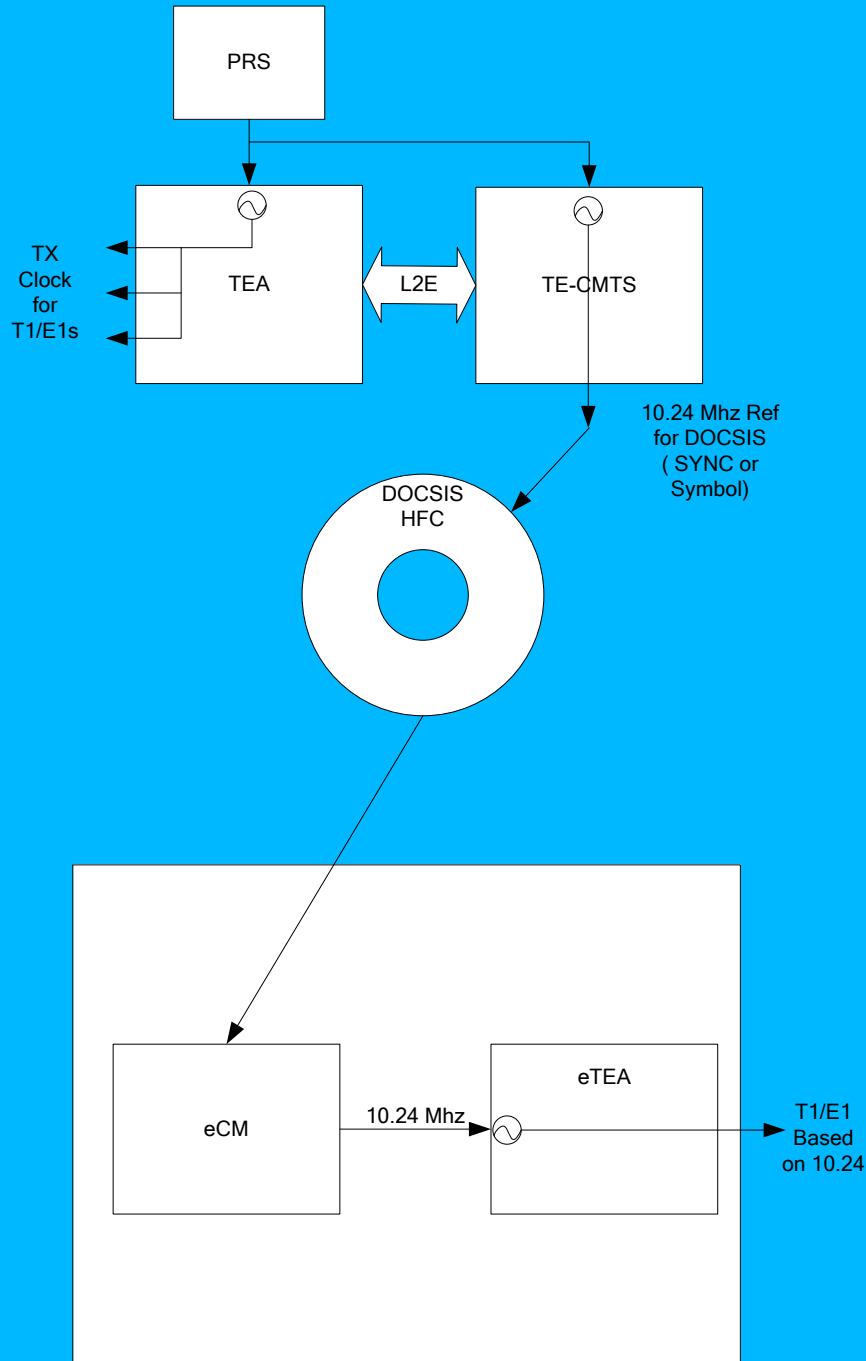 PRS
TX
Clock
for
T1/E1s
TEA
L2E
TE-CMTS
10.24 Mhz Ref
for DOCSIS
( SYNC or
Symbol)
DOCSIS
HFC
eCM
10.24 Mhz
eTEA
T1/E1
Based
on 10.24